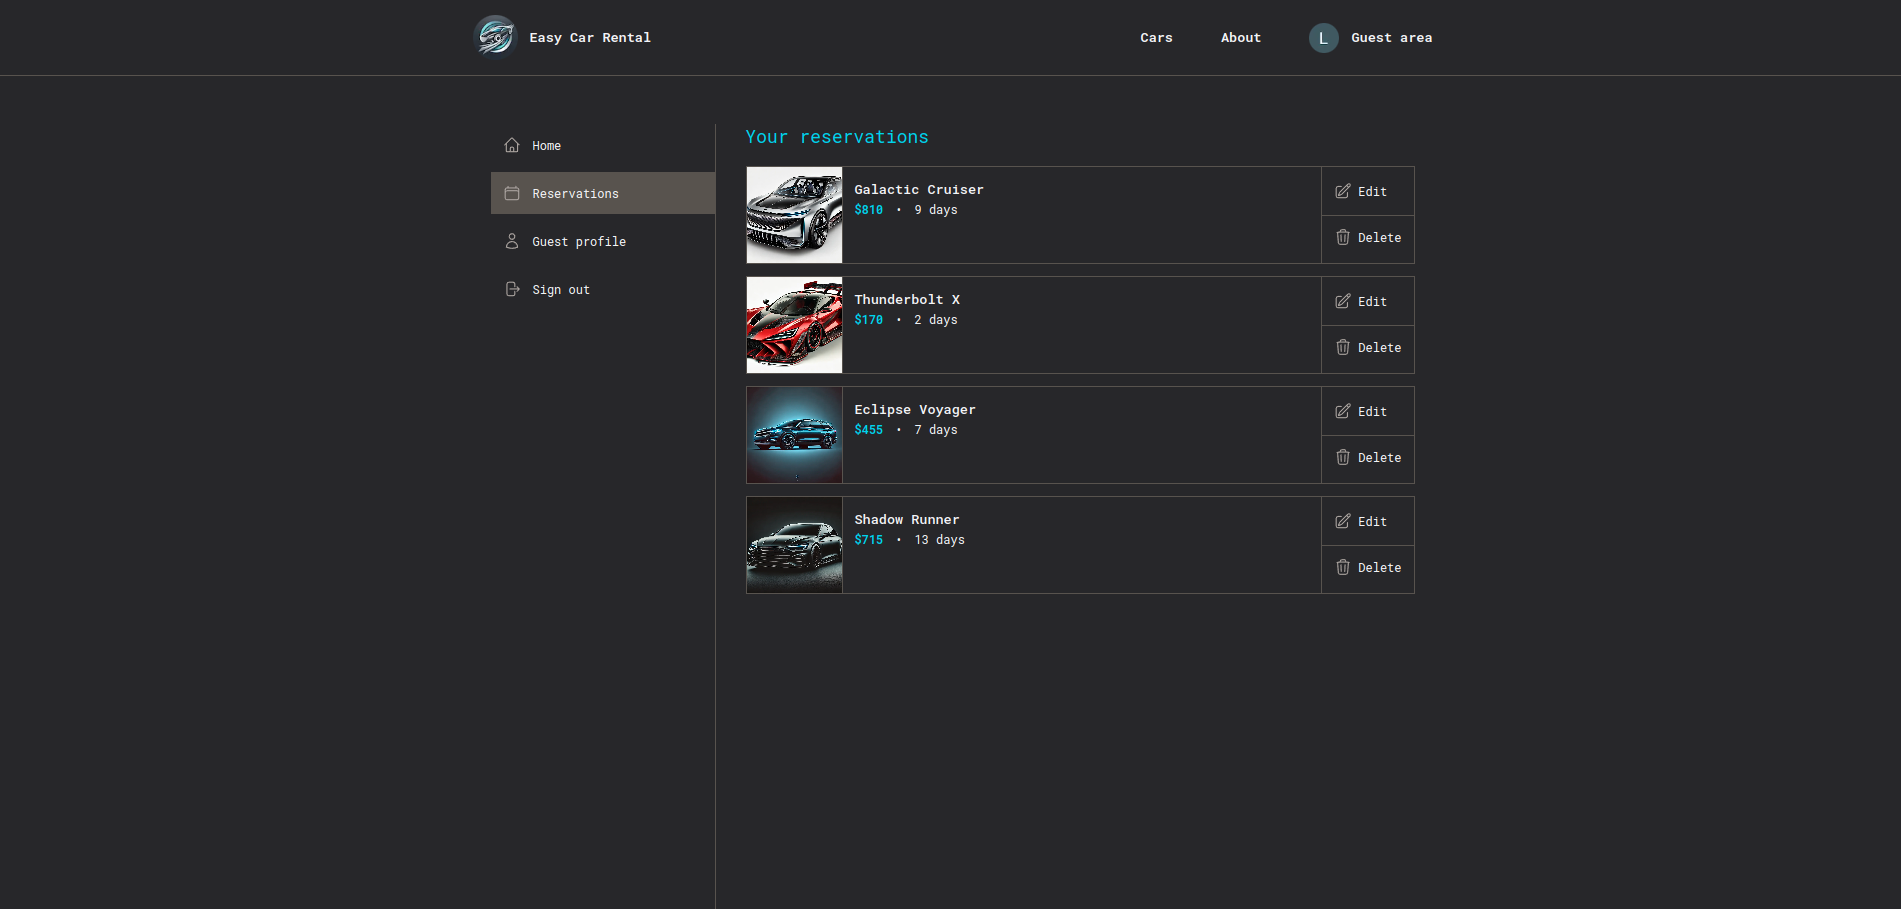 Easy Car Rental
Cars
About
L
Guest area
Home
Reservations
Guest profile
Sign out
Your reservations
Galactic Cruiser
$810 • 9 days
Edit
Delete
Thunderbolt X
$170 • 2 days
Edit
Delete
Eclipse Voyager
$455 • 7 days
Edit
Delete
Shadow Runner
$715 • 13 days
Edit
Delete